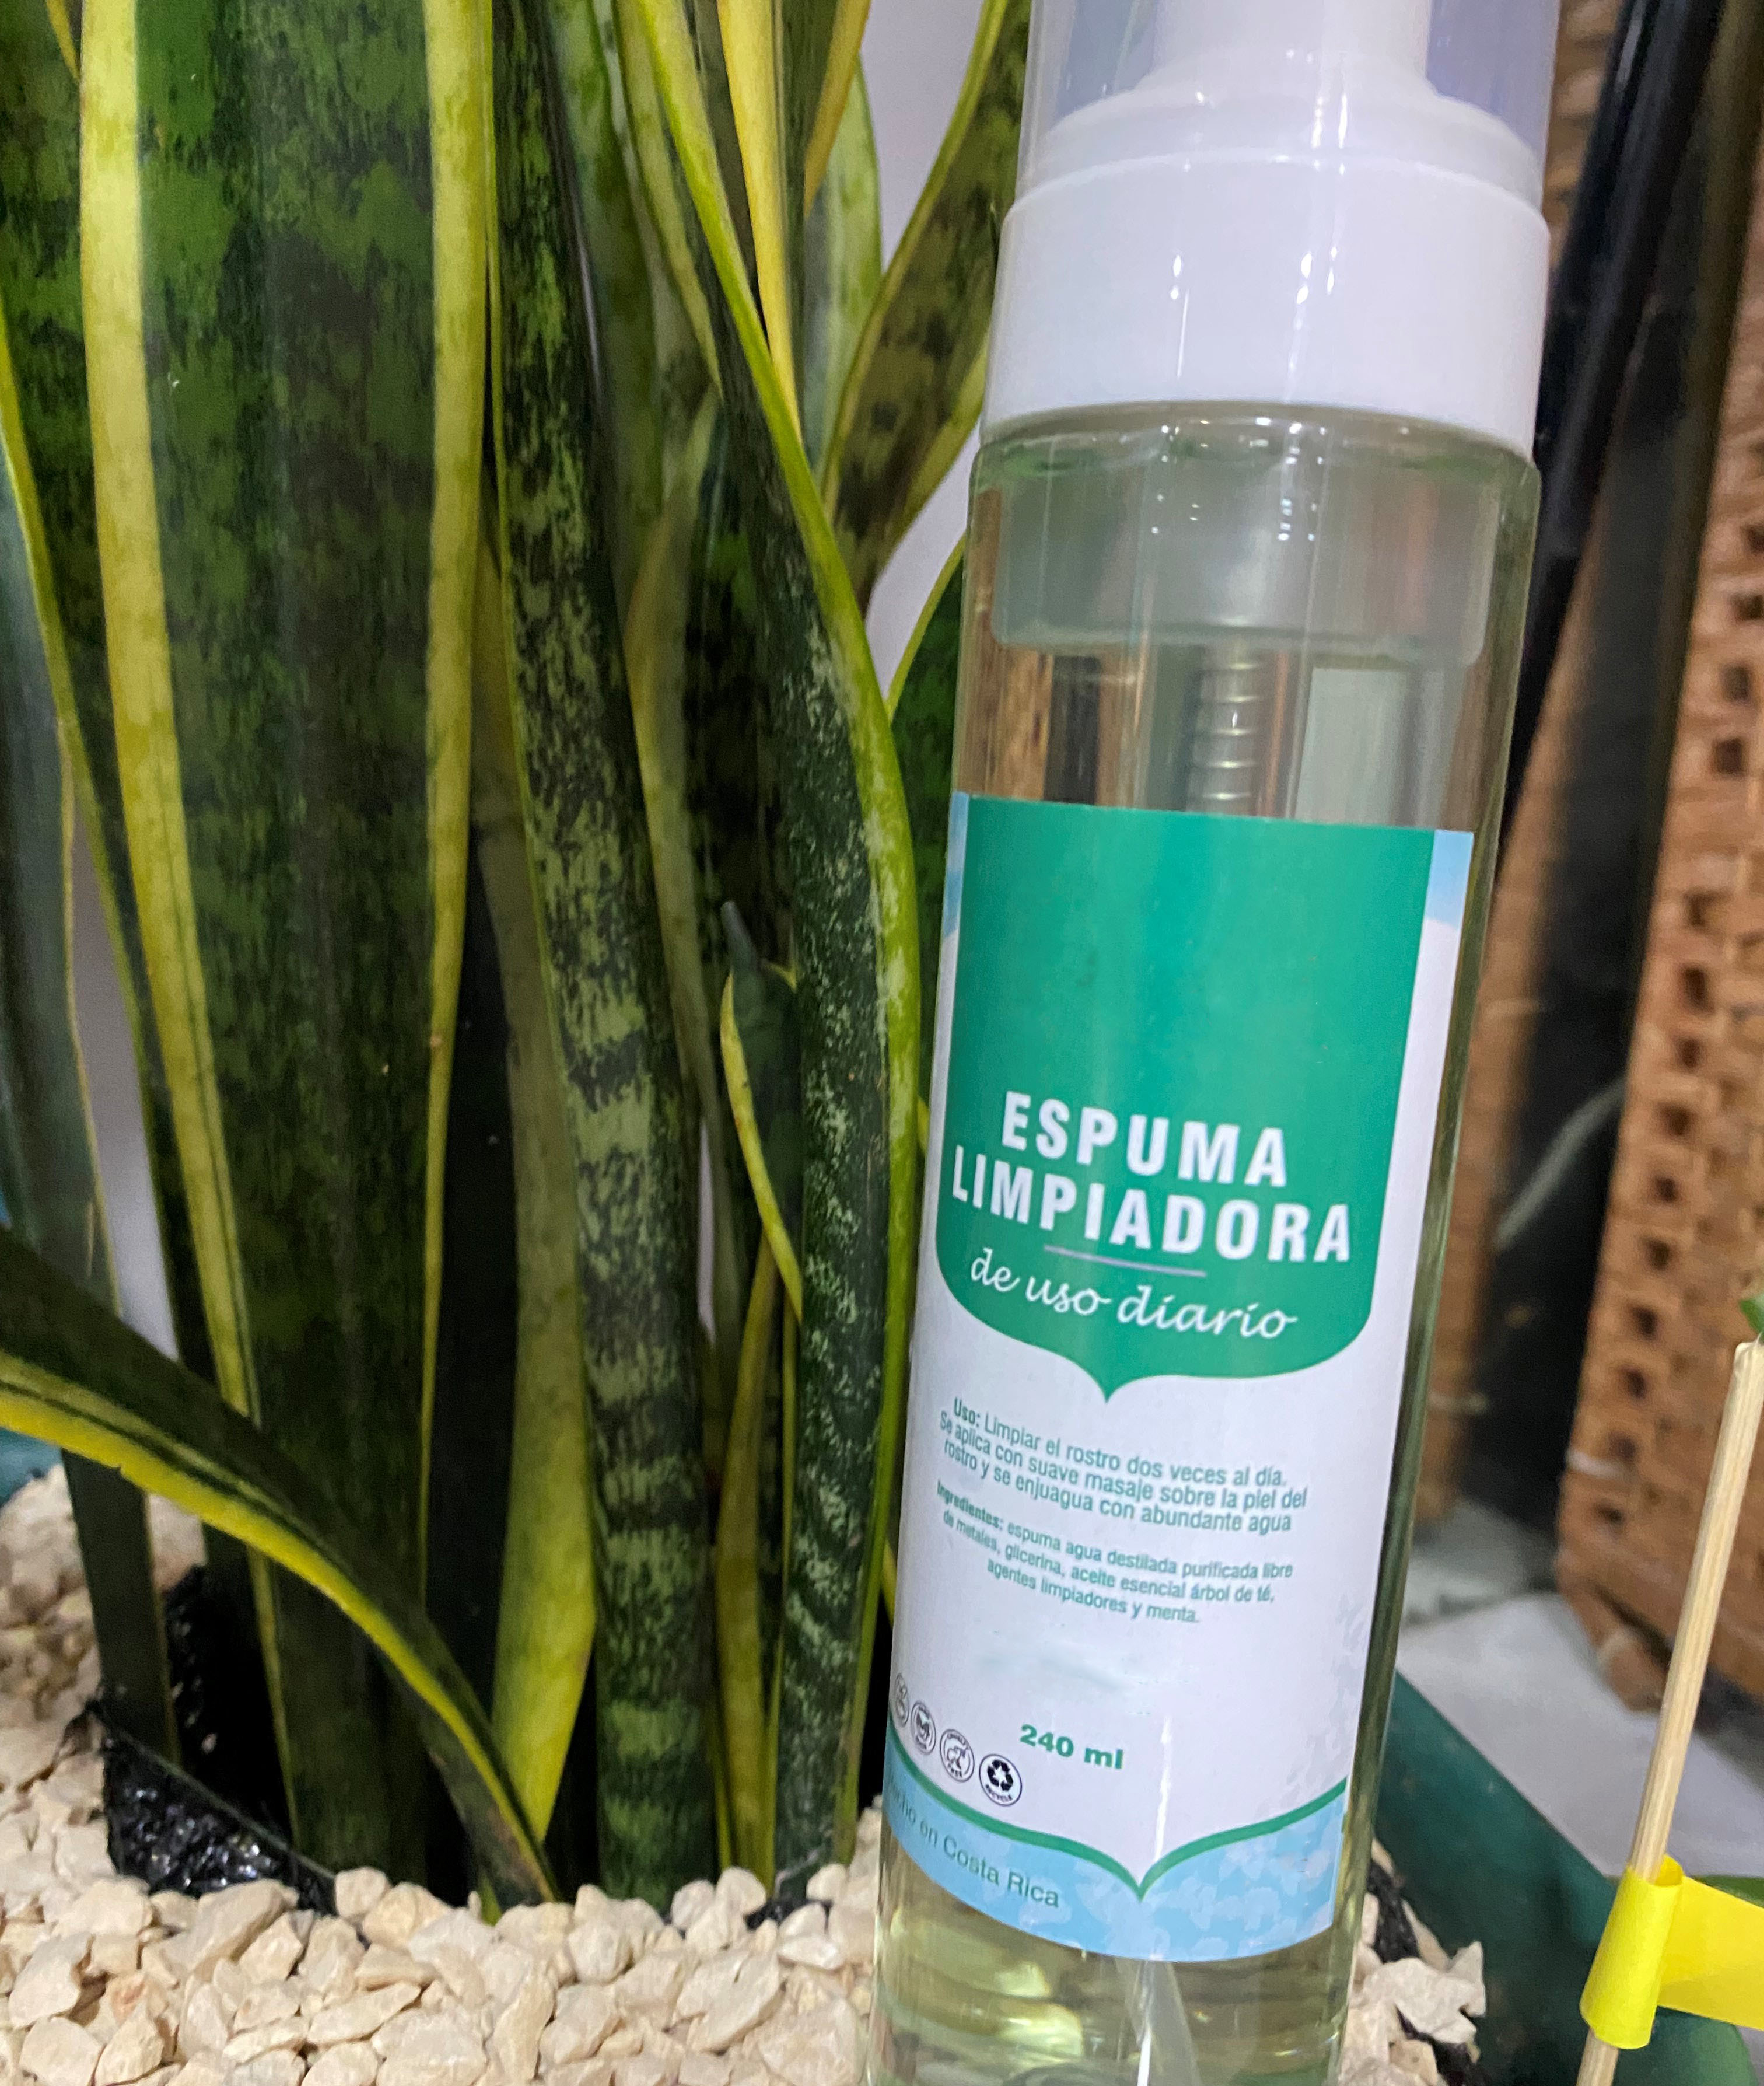 ESPUMA
LIMPIADORA
de uso diario
Uso: Limpiar el rostro dos veces al día.
Se aplica con suave masaje sobre la piel del
rostro y se enjuagua con abundante agua
Ingredientes: espuma agua destilada purificada libre
de metales, glicerina, aceite esencial árbol de té,
agentes limpiadores y menta.
240 ml
RECYCLE
en Costa Rica